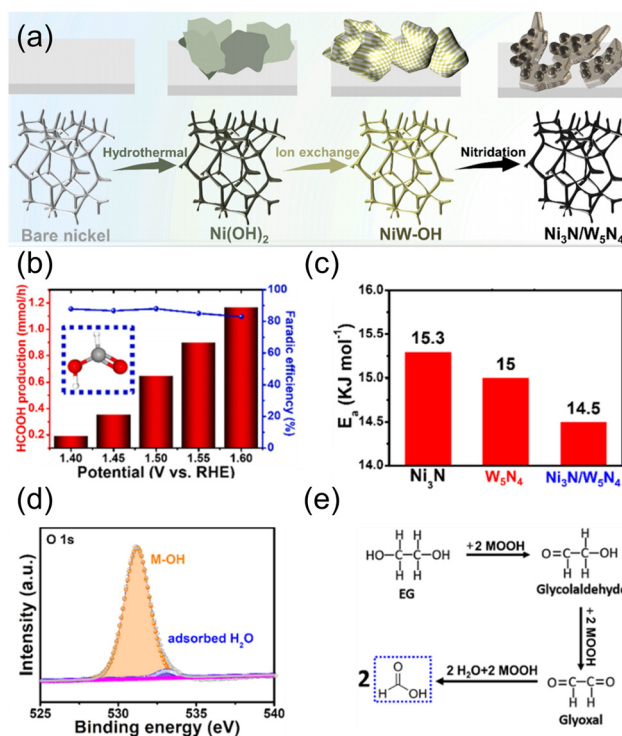 (a)
Hydrothermal
Ion exchange
Nitridation
Bare nickel
Ni(OH)₂
NiW-OH
Ni₃N/W₅N₄
(b)
HCOOH production (mmol/h)
1.2
1.0
0.8
0.6
0.4
0.2
1.40 1.45 1.50 1.55 1.60
Potential (V vs. RHE)
100
80
60
40
20
0
Faradic efficiency (%)
(c)
Eₐ (KJ mol⁻¹)
16.0
15.5
15.0
14.5
14.0
15.3
15
14.5
Ni₃N
W₅N₄
Ni₃N/W₅N₄
(d)
O 1s
M-OH
adsorbed H₂O
Intensity (a.u.)
525 530 535 540
Binding energy (eV)
(e)
H H
HO-C-C-OH
H H
EG
+2 MOOH
H H
O=C-C-OH
H
Glycolaldehyde
+ 2 MOOH
H H
O=C-C=O
Glyoxal
2 H₂O+2 MOOH
2
O
H OH